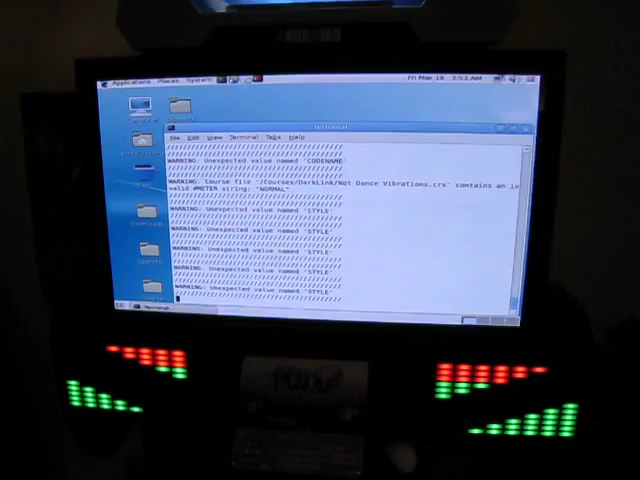 Applications Places System Fri Mar 19, 3:53 AM
Terminal
File Edit View Terminal Tabs Help
////////////////////////////////////////
WARNING: Unexpected value named 'CODENAME'
////////////////////////////////////////
////////////////////////////////////////
WARNING: Course file '/Courses/DarkLink/Not Dance Vibrations.crs' contains an in
valid #METER string: "NORMAL"
////////////////////////////////////////
////////////////////////////////////////
WARNING: Unexpected value named 'STYLE'
////////////////////////////////////////
////////////////////////////////////////
WARNING: Unexpected value named 'STYLE'
////////////////////////////////////////
////////////////////////////////////////
WARNING: Unexpected value named 'STYLE'
////////////////////////////////////////
////////////////////////////////////////
WARNING: Unexpected value named 'STYLE'
////////////////////////////////////////
////////////////////////////////////////
WARNING: Unexpected value named 'STYLE'
////////////////////////////////////////
Terminal